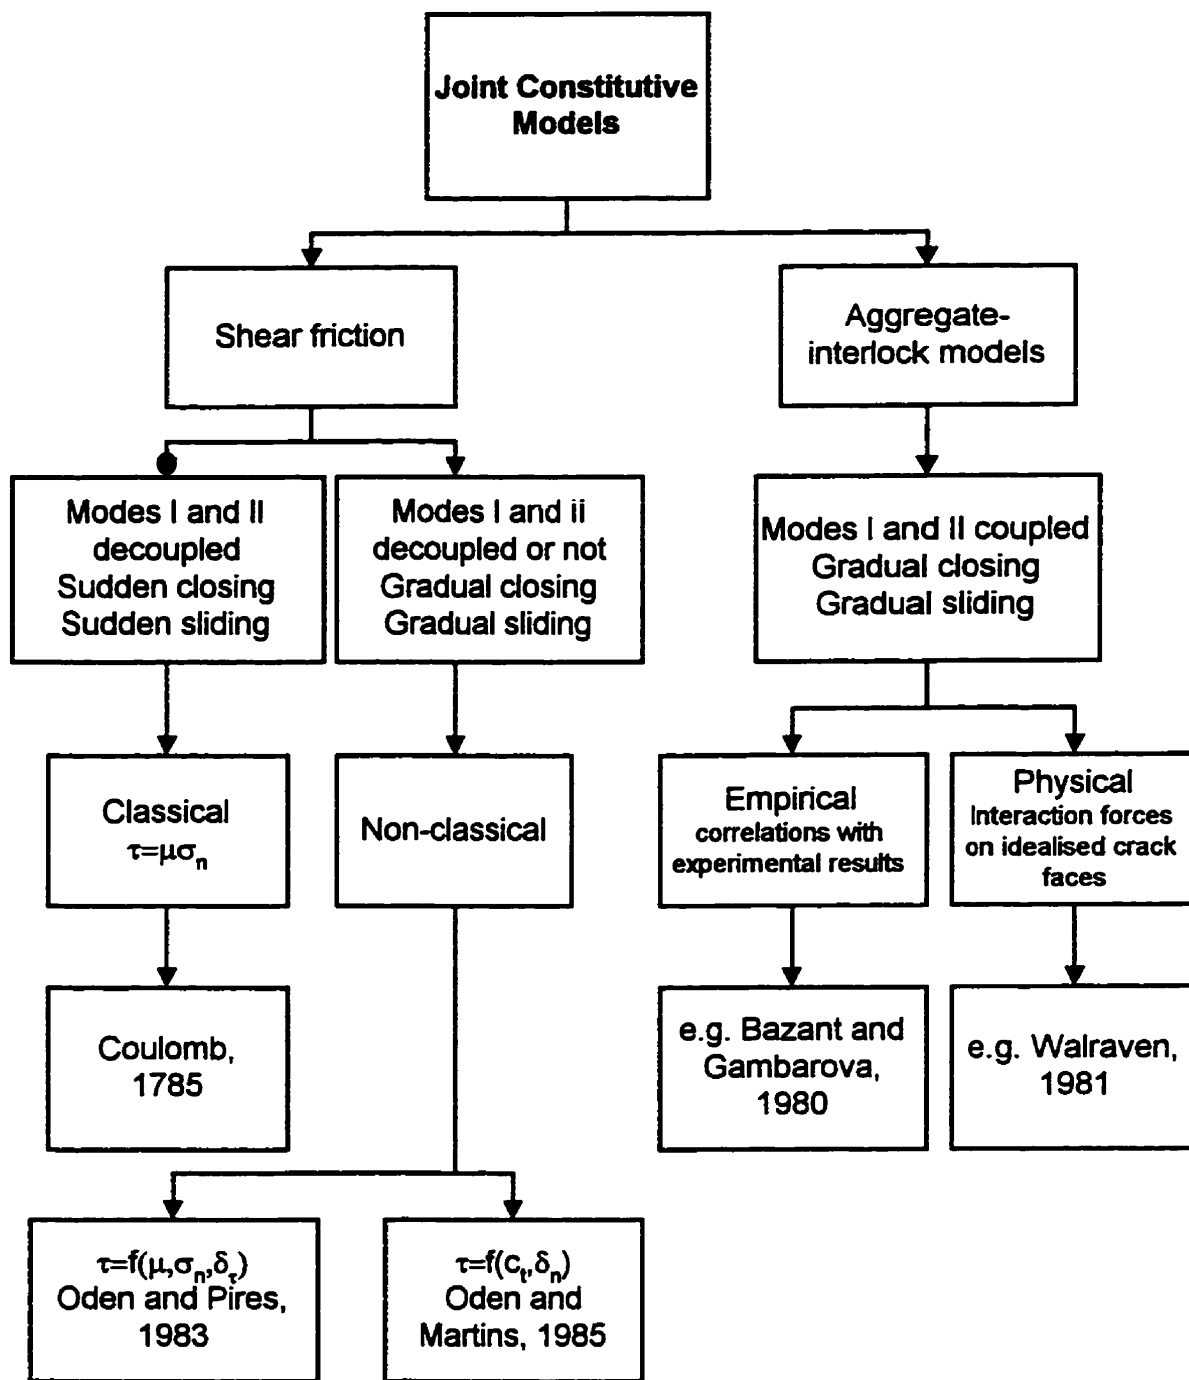 Joint Constitutive
Models
Shear friction
Aggregate-
interlock models
Modes I and II
decoupled
Sudden closing
Sudden sliding
Modes I and ii
decoupled or not
Gradual closing
Gradual sliding
Modes I and II coupled
Gradual closing
Gradual sliding
Classical
τ=μσn
Non-classical
Empirical
correlations with
experimental results
Physical
Interaction forces
on idealised crack
faces
Coulomb,
1785
e.g. Bazant and
Gambarova,
1980
e.g. Walraven,
1981
τ=f(μ,σn,δτ)
Oden and Pires,
1983
τ=f(ct,δn)
Oden and
Martins, 1985